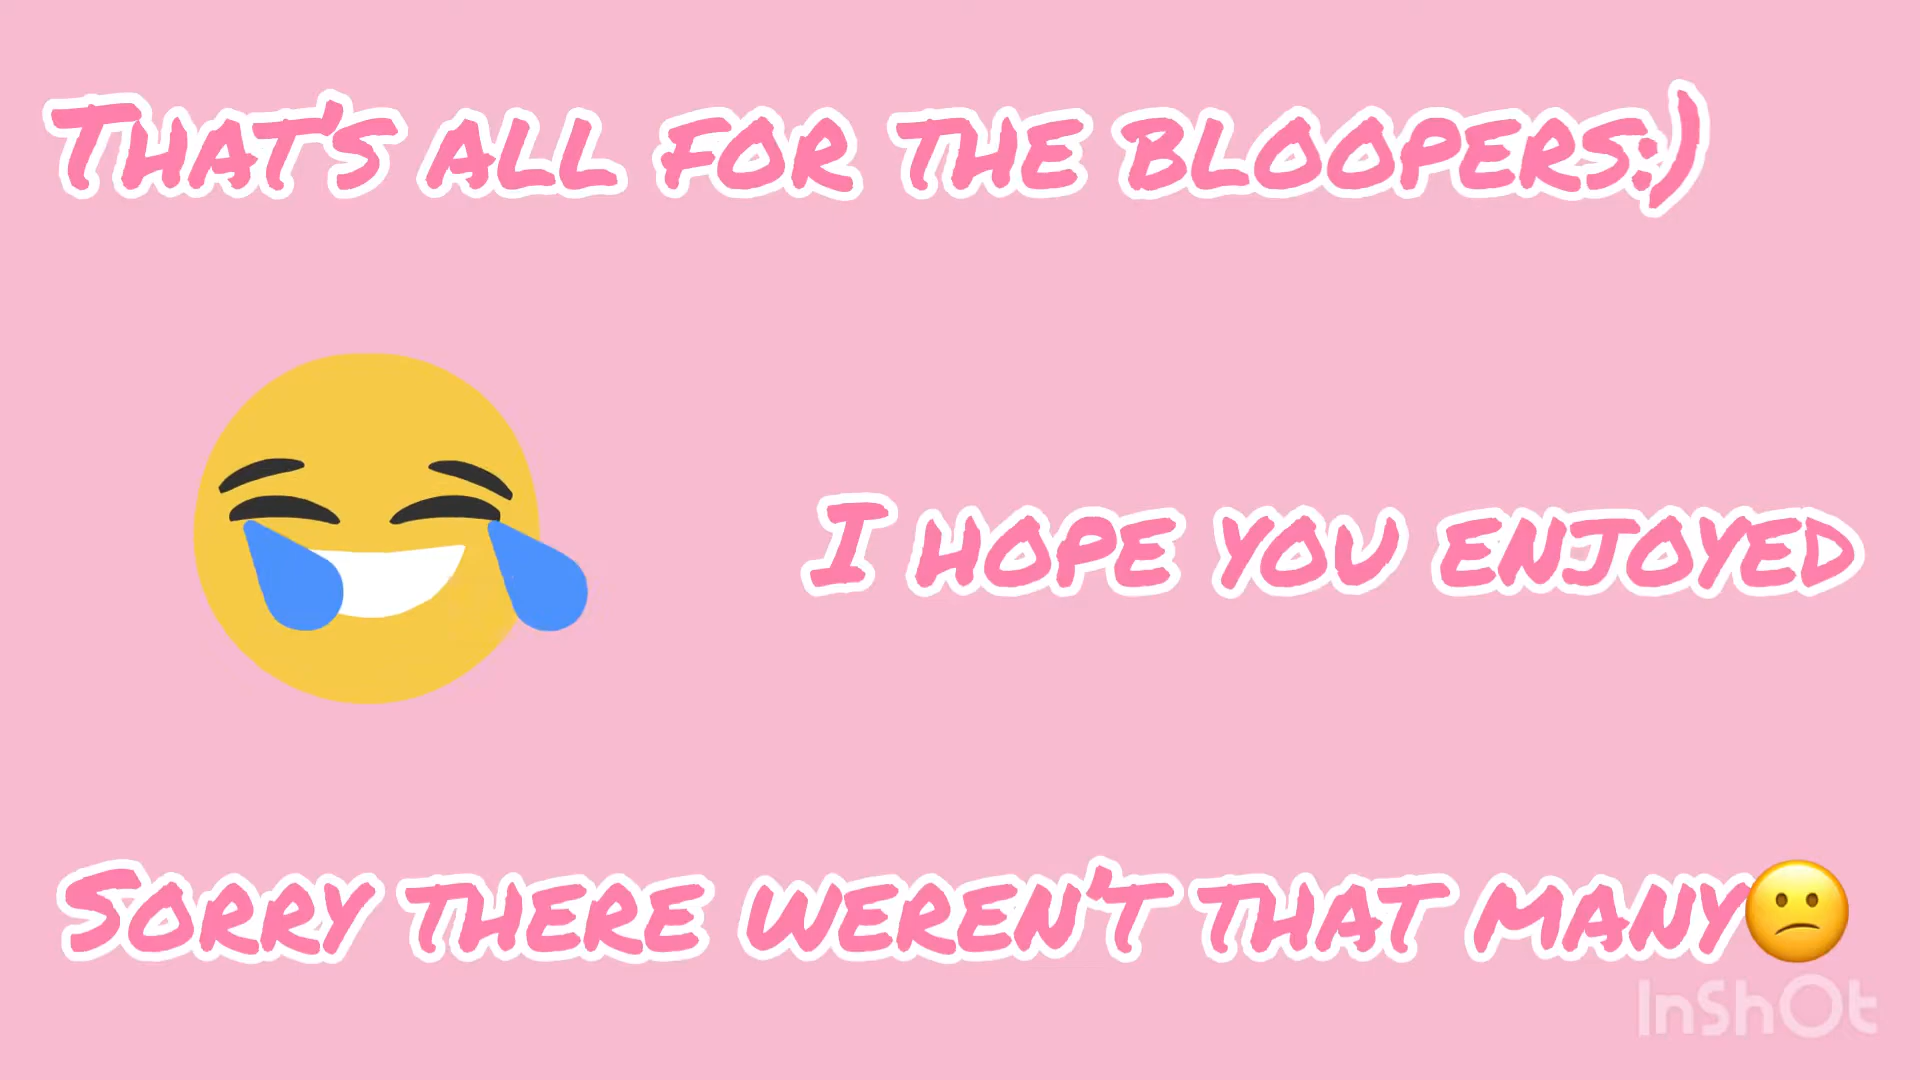 That's all for the bloopers:)
I hope you enjoyed
Sorry there weren't that many😕
InShOt